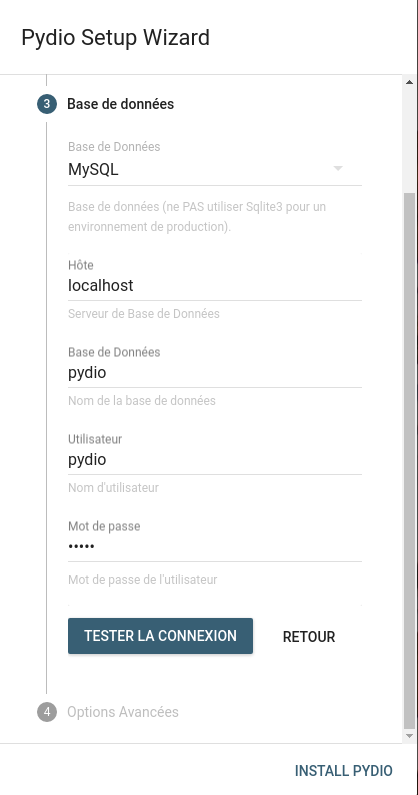 Pydio Setup Wizard
3 Base de données
Base de Données
MySQL
Base de données (ne PAS utiliser Sqlite3 pour un
environnement de production).
Hôte
localhost
Serveur de Base de Données
Base de Données
pydio
Nom de la base de données
Utilisateur
pydio
Nom d'utilisateur
Mot de passe
•••••
Mot de passe de l'utilisateur
TESTER LA CONNEXION RETOUR
4 Options Avancées
INSTALL PYDIO